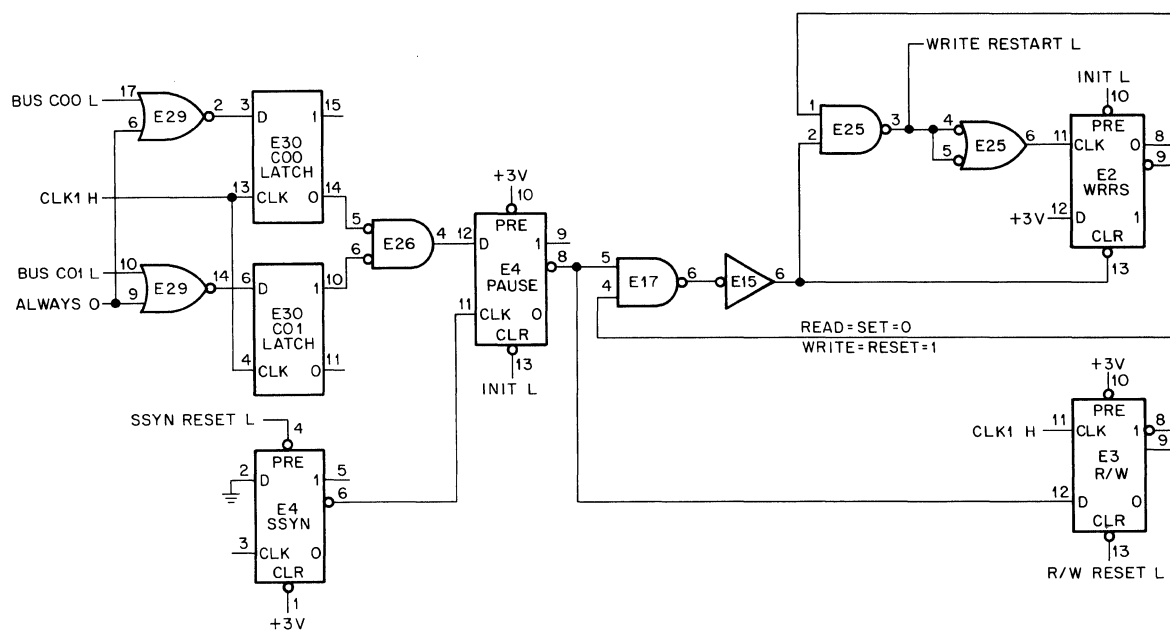 WRITE RESTART L
INIT L
10
PRE
11 CLK 0 8
9
E2
WRRS
+3V 12 D 1
CLR
13
1
2
E25
3
4
5
E25
6
BUS C00 L
17
6
E29
2
3 D 1 15
E30
C00
LATCH
CLK1 H
13 CLK 0 14
BUS C01 L
10
ALWAYS 0
9
E29
14
6 D 1 10
E30
C01
LATCH
4 CLK 0 11
5
6
E26
4
+3V
10
PRE
12 D 1 9
8
E4
PAUSE
11 CLK 0
CLR
13
INIT L
5
4
E17
6
E15
6
READ=SET=0
WRITE=RESET=1
SSYN RESET L
4
PRE
2 D 1 5
6
E4
SSYN
3 CLK 0
CLR
1
+3V
+3V
10
PRE
CLK1 H
11 CLK 1 8
9
E3
R/W
12 D 0
CLR
13
R/W RESET L